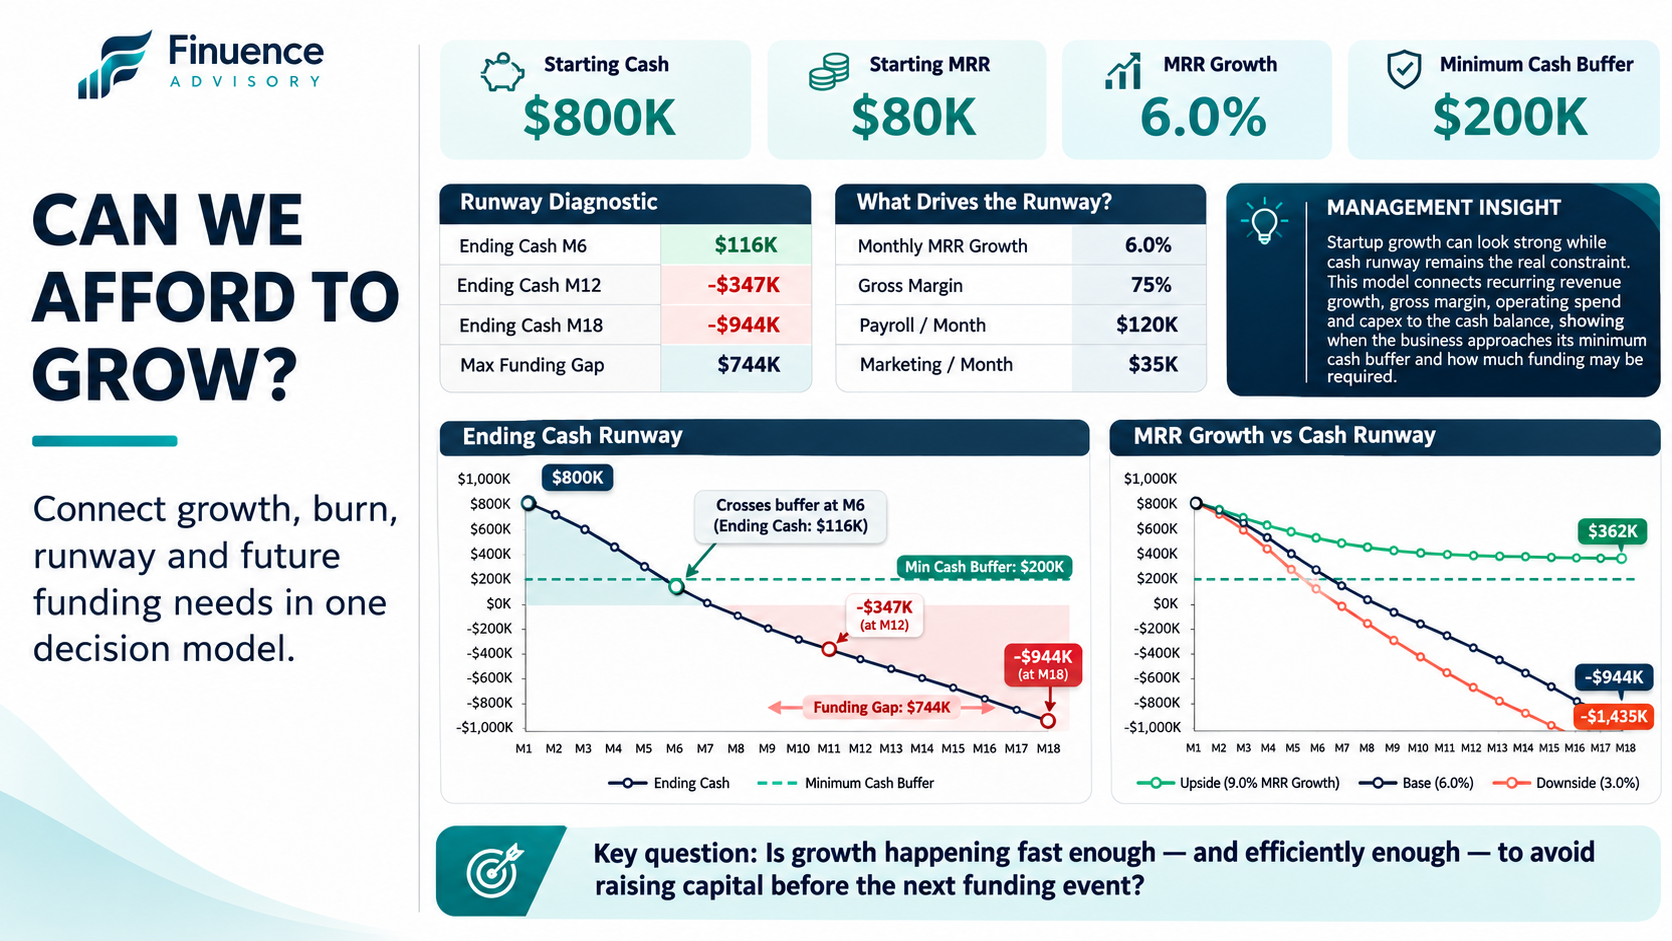 Finuence
ADVISORY
CAN WE
AFFORD TO
GROW?
Connect growth, burn,
runway and future
funding needs in one
decision model.
Starting Cash
$800K
Starting MRR
$80K
MRR Growth
6.0%
Minimum Cash Buffer
$200K
Runway Diagnostic
Ending Cash M6 $116K
Ending Cash M12 -$347K
Ending Cash M18 -$944K
Max Funding Gap $744K
What Drives the Runway?
Monthly MRR Growth 6.0%
Gross Margin 75%
Payroll / Month $120K
Marketing / Month $35K
MANAGEMENT INSIGHT
Startup growth can look strong while
cash runway remains the real constraint.
This model connects recurring revenue
growth, gross margin, operating spend
and capex to the cash balance, showing
when the business approaches its minimum
cash buffer and how much funding may be
required.
Ending Cash Runway
$1,000K
$800K
$600K
$400K
$200K
$0K
-$200K
-$400K
-$600K
-$800K
-$1,000K
$800K
Crosses buffer at M6
(Ending Cash: $116K)
Min Cash Buffer: $200K
-$347K
(at M12)
-$944K
(at M18)
Funding Gap: $744K
M1 M2 M3 M4 M5 M6 M7 M8 M9 M10 M11 M12 M13 M14 M15 M16 M17 M18
Ending Cash Minimum Cash Buffer
MRR Growth vs Cash Runway
$1,000K
$800K
$600K
$400K
$200K
$0K
-$200K
-$400K
-$600K
-$800K
-$1,000K
$362K
-$944K
-$1,435K
M1 M2 M3 M4 M5 M6 M7 M8 M9 M10 M11 M12 M13 M14 M15 M16 M17 M18
Upside (9.0% MRR Growth) Base (6.0%) Downside (3.0%)
Key question: Is growth happening fast enough — and efficiently enough — to avoid
raising capital before the next funding event?